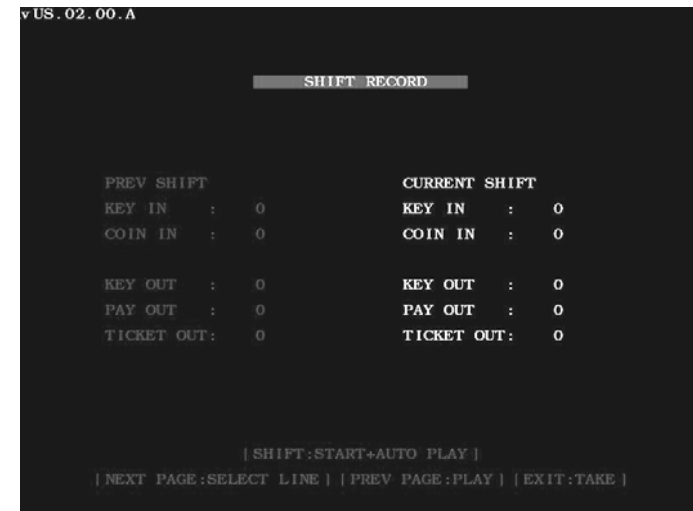 v US.02.00.A
SHIFT RECORD
PREV SHIFT CURRENT SHIFT
KEY IN : 0 KEY IN : 0
COIN IN : 0 COIN IN : 0
KEY OUT : 0 KEY OUT : 0
PAY OUT : 0 PAY OUT : 0
TICKET OUT: 0 TICKET OUT: 0
[SHIFT:START+AUTO PLAY]
[NEXT PAGE:SELECT LINE] [PREV PAGE:PLAY] [EXIT:TAKE]